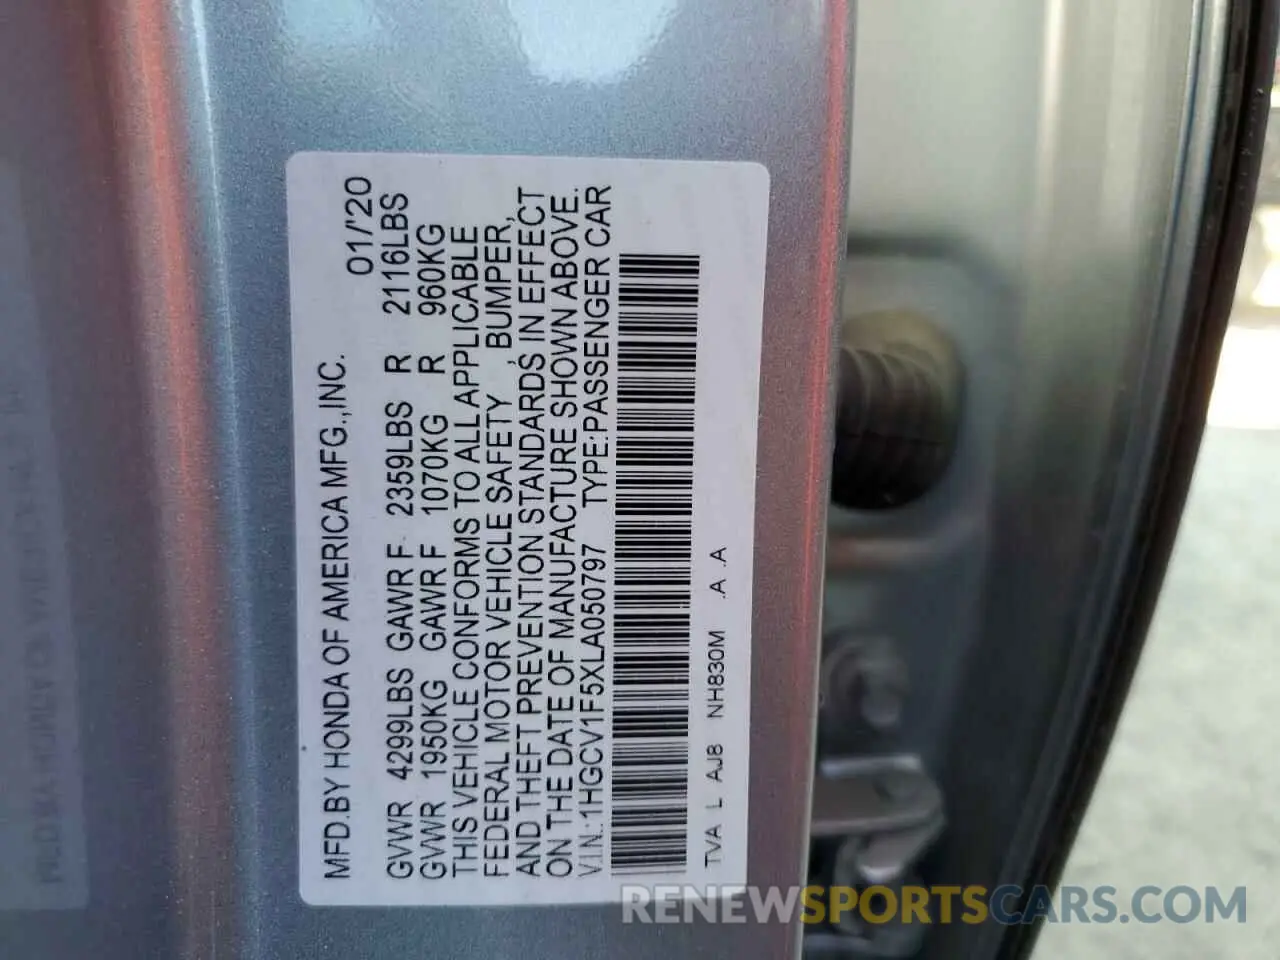 MFD.BY HONDA OF AMERICA MFG.,INC. 01/'20
GVWR 4299LBS GAWR F 2359LBS R 2116LBS
GVWR 1950KG GAWR F 1070KG R 960KG
THIS VEHICLE CONFORMS TO ALL APPLICABLE
FEDERAL MOTOR VEHICLE SAFETY , BUMPER,
AND THEFT PREVENTION STANDARDS IN EFFECT
ON THE DATE OF MANUFACTURE SHOWN ABOVE.
V.I.N.:1HGCV1F5XLA050797 TYPE:PASSENGER CAR
TVA L AJ8 NH830M .A .A
RENEWSPORTSCARS.COM